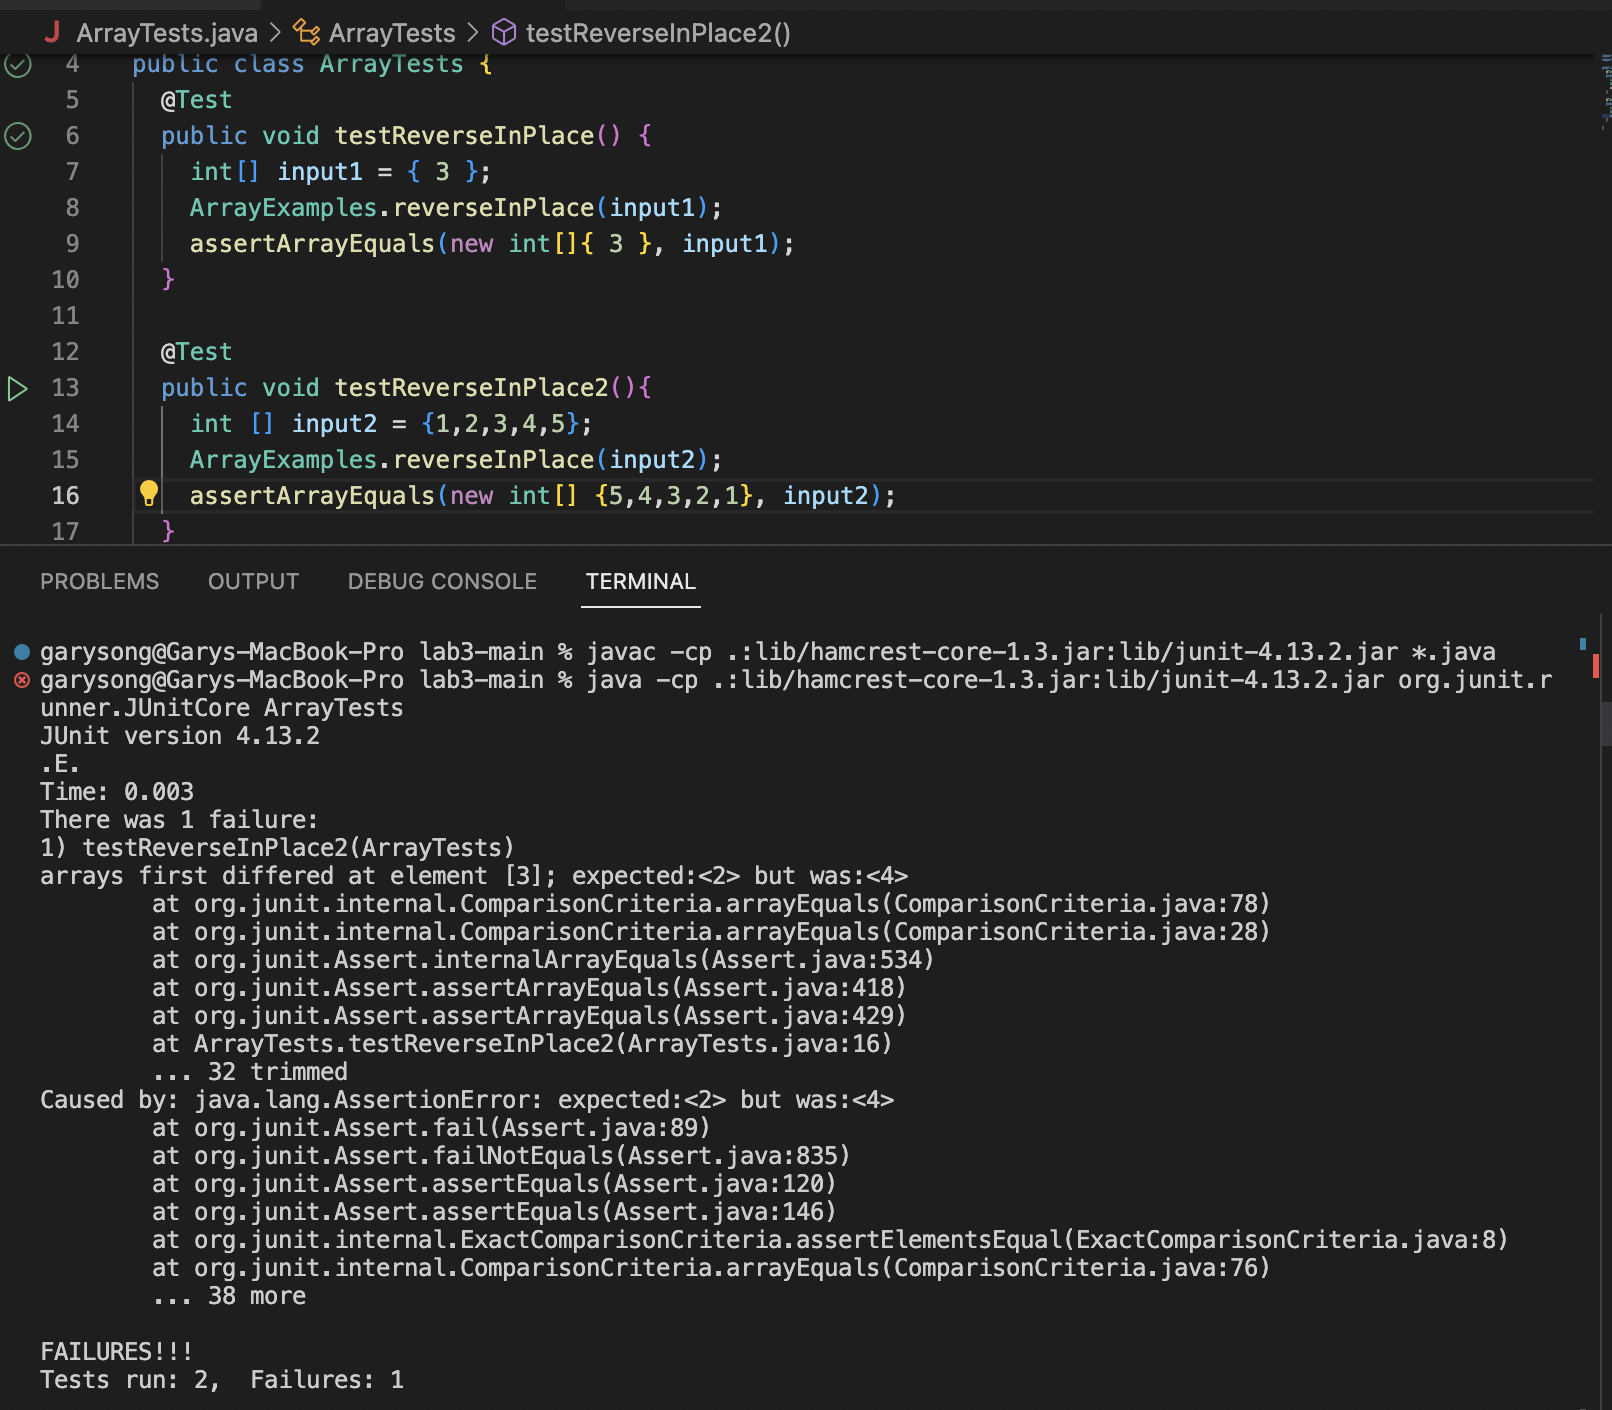 ArrayTests.java > ArrayTests > testReverseInPlace2()
4 public class ArrayTests {
5 @Test
6 public void testReverseInPlace() {
7 int[] input1 = { 3 };
8 ArrayExamples.reverseInPlace(input1);
9 assertArrayEquals(new int[]{ 3 }, input1);
10 }
11
12 @Test
13 public void testReverseInPlace2(){
14 int [] input2 = {1,2,3,4,5};
15 ArrayExamples.reverseInPlace(input2);
16 assertArrayEquals(new int[] {5,4,3,2,1}, input2);
17 }
PROBLEMS OUTPUT DEBUG CONSOLE TERMINAL
garysong@Garys-MacBook-Pro lab3-main % javac -cp .:lib/hamcrest-core-1.3.jar:lib/junit-4.13.2.jar *.java
garysong@Garys-MacBook-Pro lab3-main % java -cp .:lib/hamcrest-core-1.3.jar:lib/junit-4.13.2.jar org.junit.r
unner.JUnitCore ArrayTests
JUnit version 4.13.2
.E.
Time: 0.003
There was 1 failure:
1) testReverseInPlace2(ArrayTests)
arrays first differed at element [3]; expected:<2> but was:<4>
at org.junit.internal.ComparisonCriteria.arrayEquals(ComparisonCriteria.java:78)
at org.junit.internal.ComparisonCriteria.arrayEquals(ComparisonCriteria.java:28)
at org.junit.Assert.internalArrayEquals(Assert.java:534)
at org.junit.Assert.assertArrayEquals(Assert.java:418)
at org.junit.Assert.assertArrayEquals(Assert.java:429)
at ArrayTests.testReverseInPlace2(ArrayTests.java:16)
... 32 trimmed
Caused by: java.lang.AssertionError: expected:<2> but was:<4>
at org.junit.Assert.fail(Assert.java:89)
at org.junit.Assert.failNotEquals(Assert.java:835)
at org.junit.Assert.assertEquals(Assert.java:120)
at org.junit.Assert.assertEquals(Assert.java:146)
at org.junit.internal.ExactComparisonCriteria.assertElementsEqual(ExactComparisonCriteria.java:8)
at org.junit.internal.ComparisonCriteria.arrayEquals(ComparisonCriteria.java:76)
... 38 more
FAILURES!!!
Tests run: 2,  Failures: 1